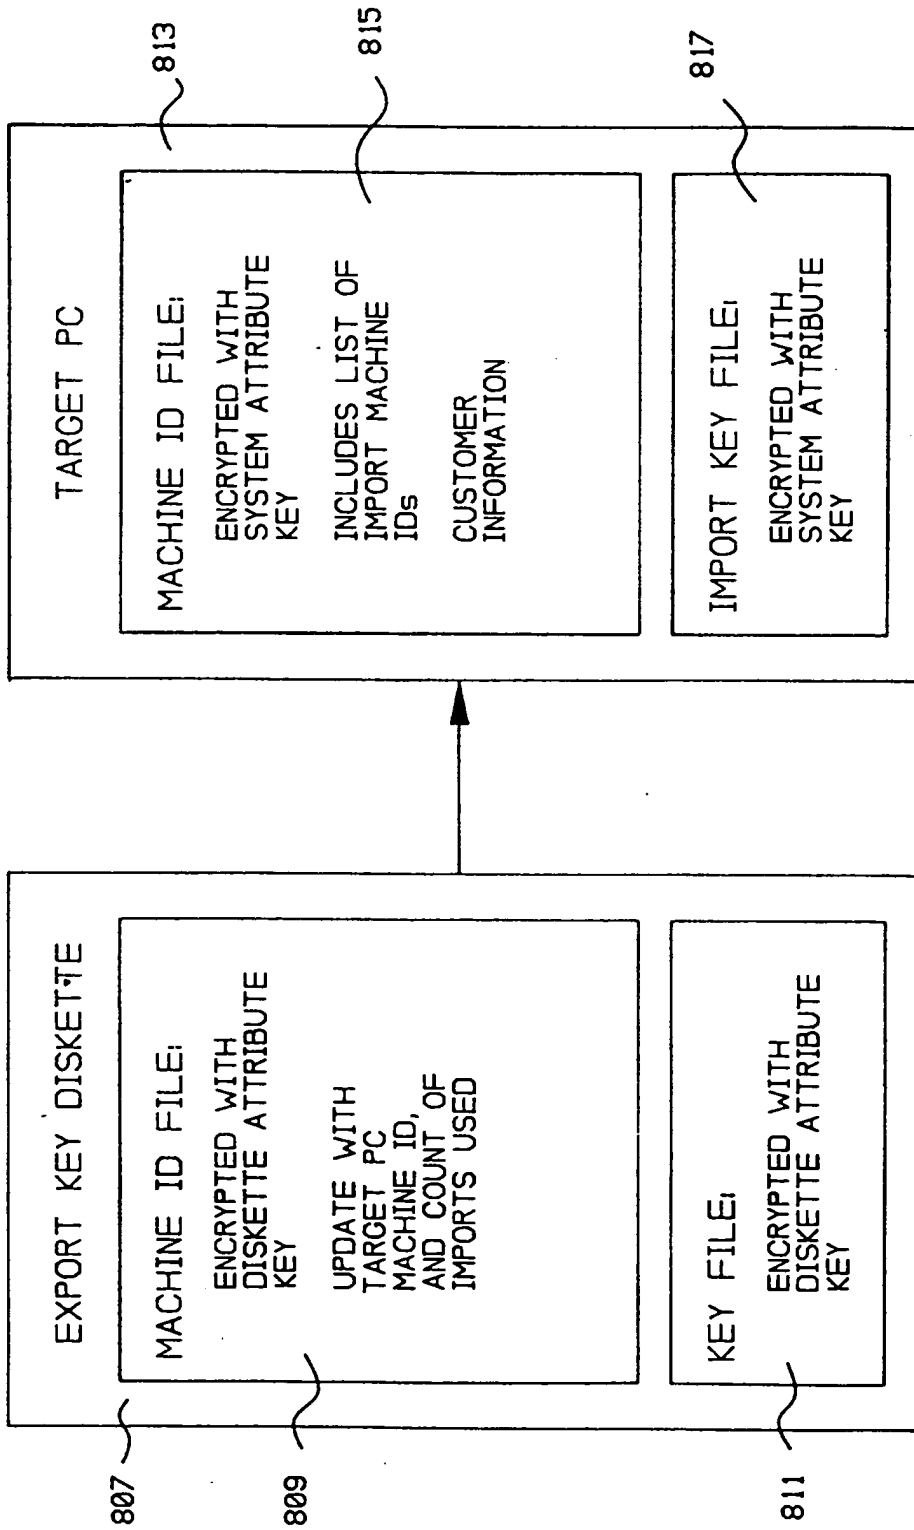 EXPORT KEY DISKETTE
MACHINE ID FILE:
ENCRYPTED WITH
DISKETTE ATTRIBUTE
KEY
UPDATE WITH
TARGET PC
MACHINE ID,
AND COUNT OF
IMPORTS USED
KEY FILE:
ENCRYPTED WITH
DISKETTE ATTRIBUTE
KEY
807
809
811
TARGET PC
MACHINE ID FILE:
ENCRYPTED WITH
SYSTEM ATTRIBUTE
KEY
INCLUDES LIST OF
IMPORT MACHINE
IDs
CUSTOMER
INFORMATION
IMPORT KEY FILE:
ENCRYPTED WITH
SYSTEM ATTRIBUTE
KEY
813
815
817